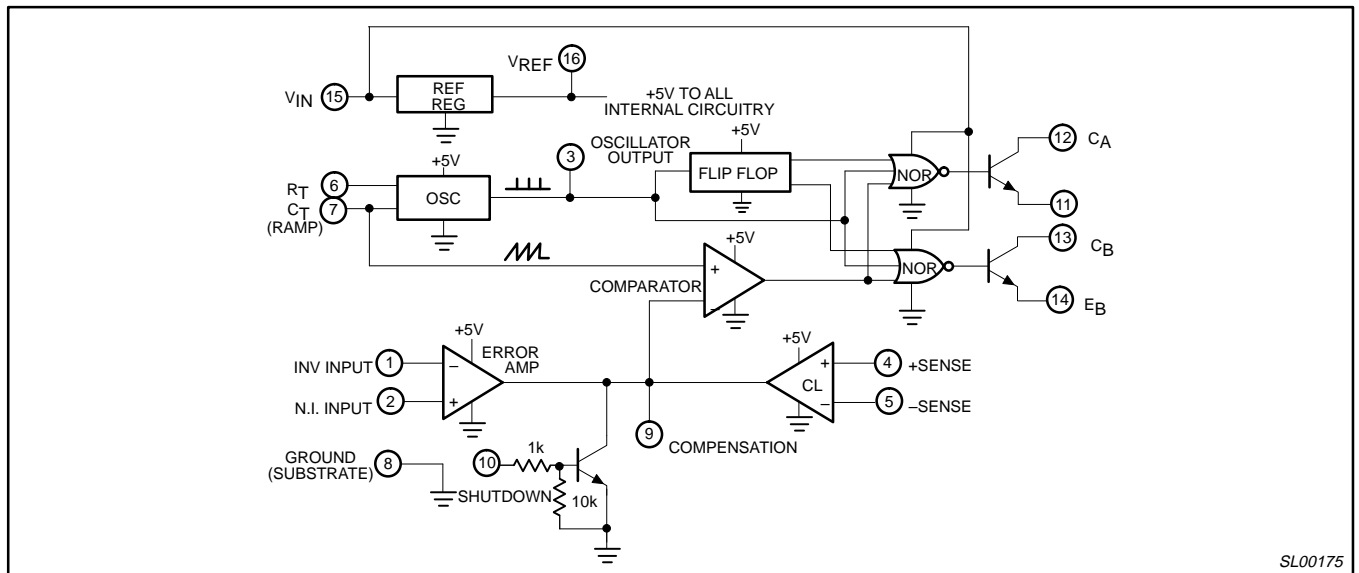 VREF
16
VIN
15
REF
REG
+5V TO ALL
INTERNAL CIRCUITRY
OSCILLATOR
OUTPUT
3
+5V
FLIP FLOP
NOR
12
CA
11
+5V
RT
6
CT
7
(RAMP)
OSC
NOR
13
CB
14
EB
COMPARATOR
+5V
+
–
+5V
ERROR
AMP
INV INPUT
1
–
N.I. INPUT
2
+
+5V
CL
+
4
+SENSE
–
5
–SENSE
9
COMPENSATION
GROUND
(SUBSTRATE)
8
10
1k
SHUTDOWN
10k
SL00175